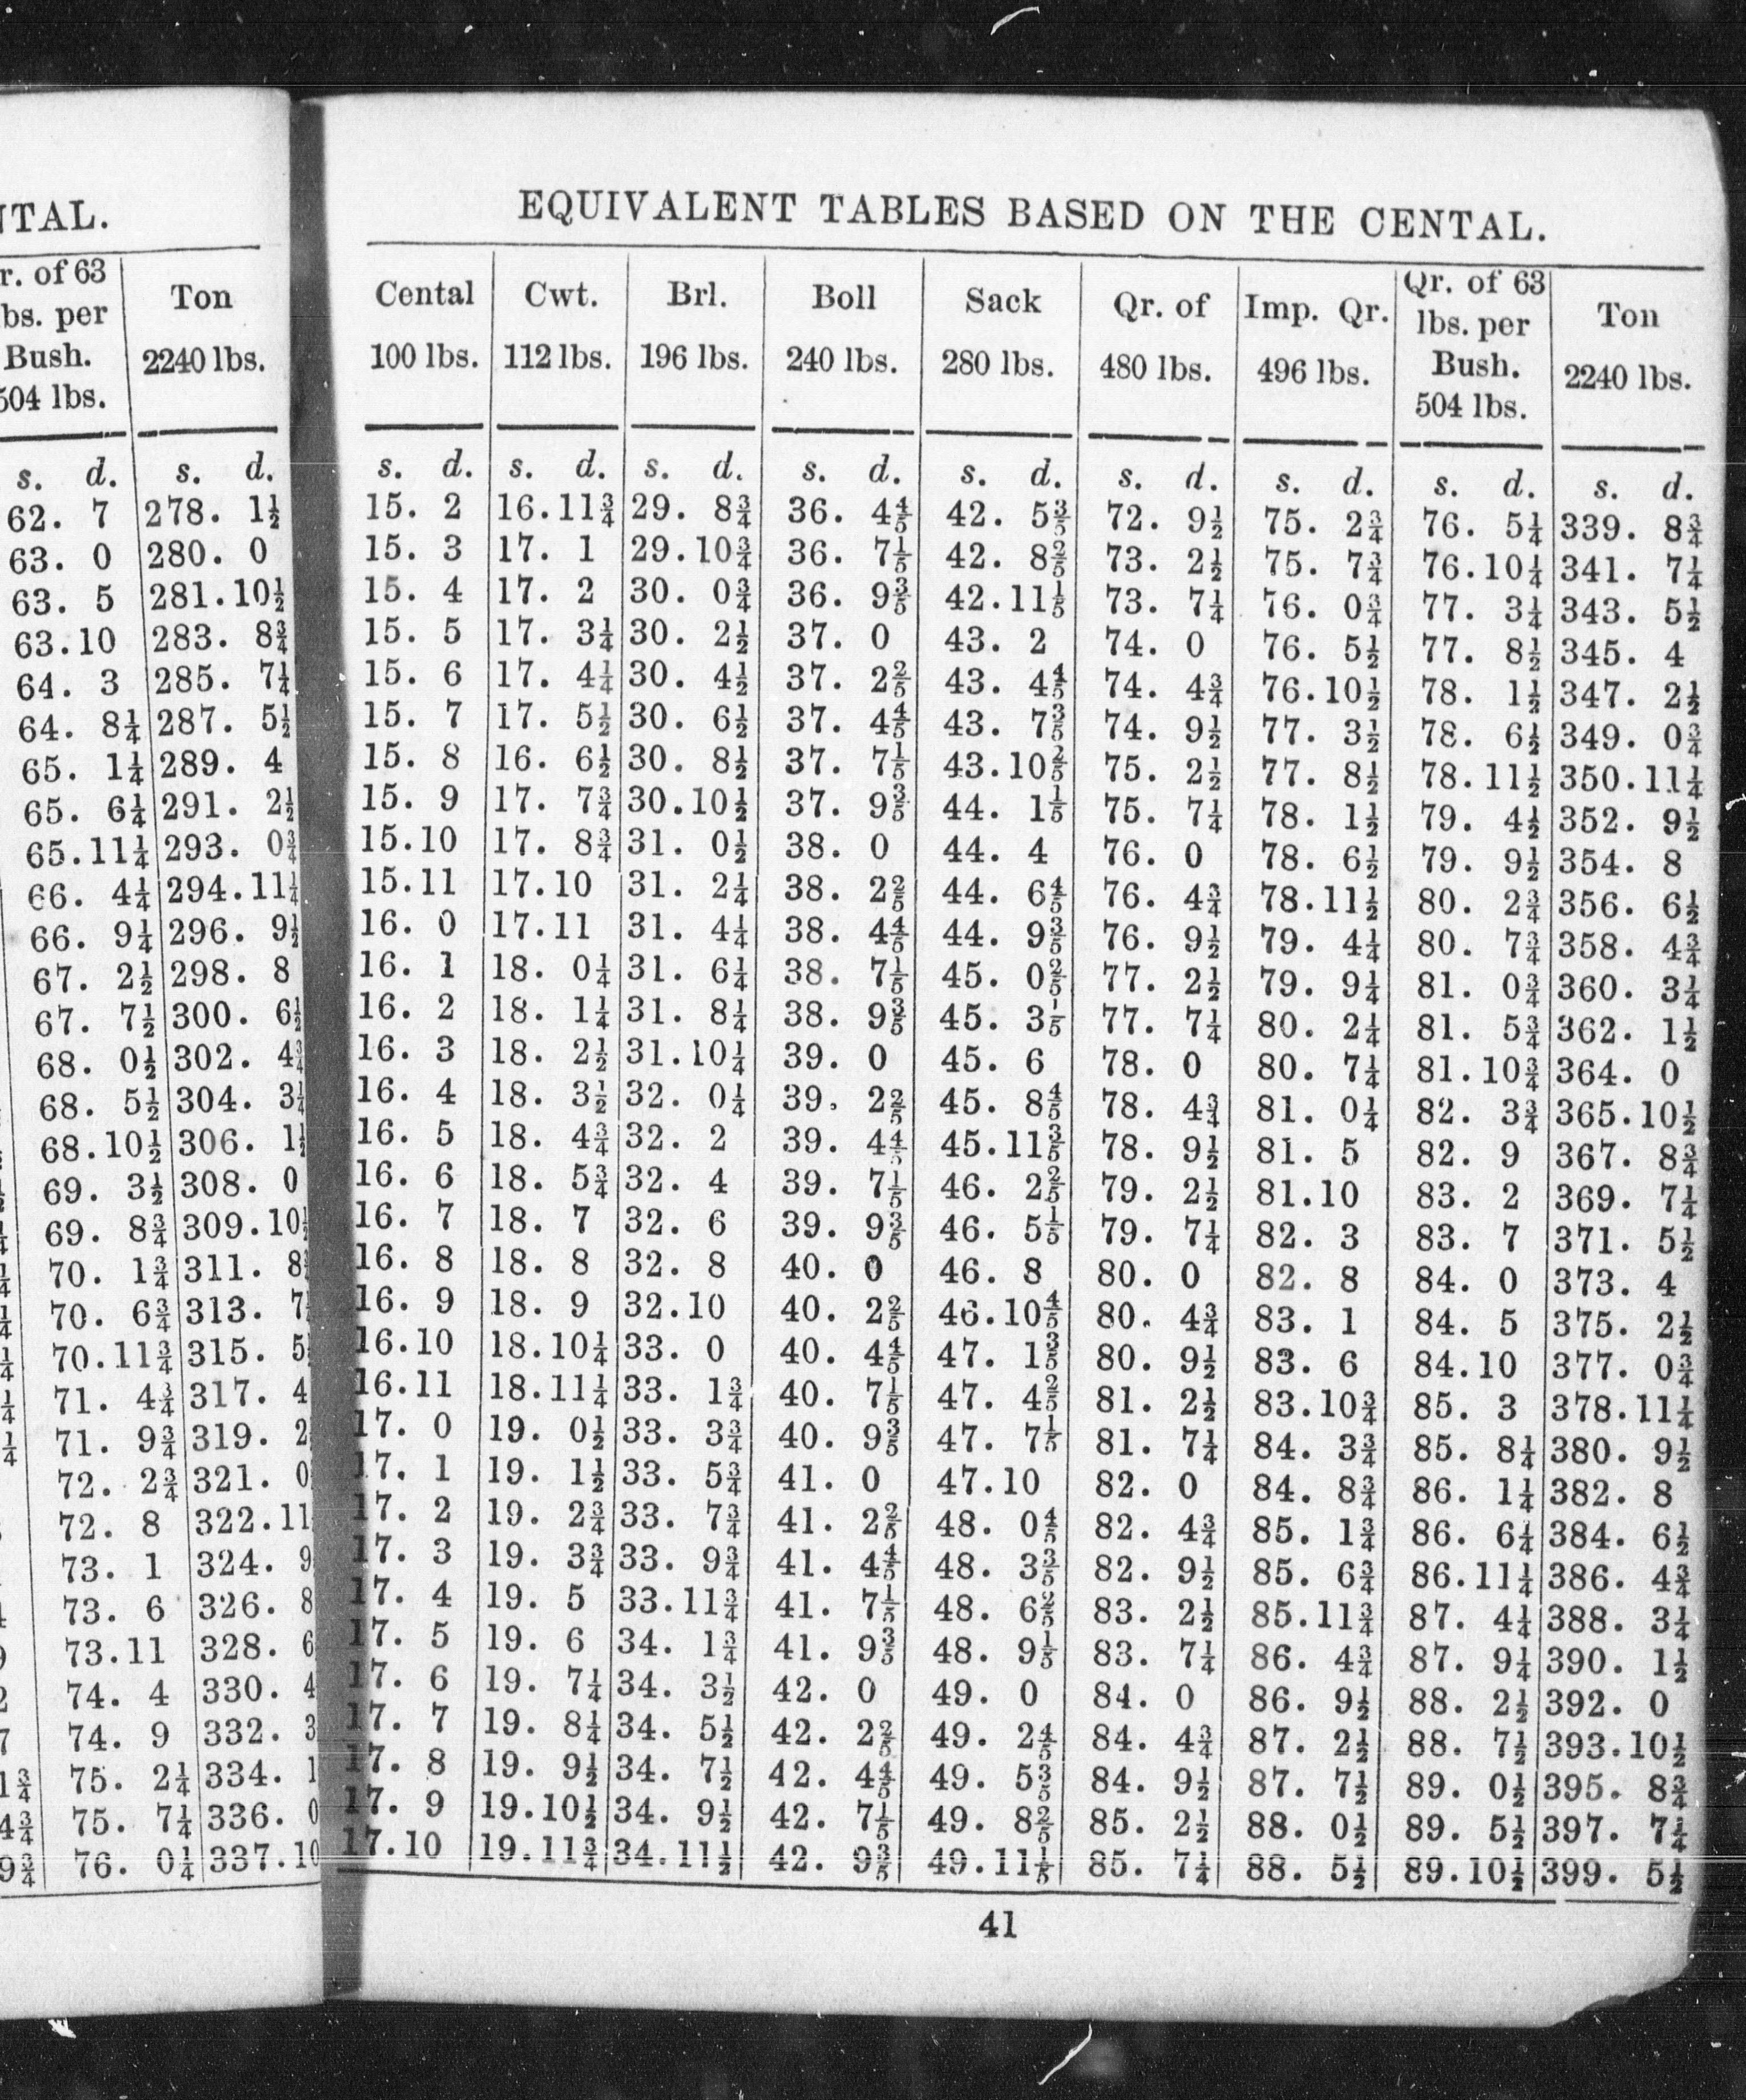 NTAL.
r. of 63
bs. per Ton
Bush. 2240 lbs.
504 lbs.
s. d. s. d.
62. 7 278. 1½
63. 0 280. 0
63. 5 281.10½
63.10 283. 8¾
64. 3 285. 7¼
64. 8¼ 287. 5½
65. 1¼ 289. 4
65. 6¼ 291. 2½
65.11¼ 293. 0¾
66. 4¼ 294.11¼
66. 9¼ 296. 9½
67. 2½ 298. 8
67. 7½ 300. 6½
68. 0½ 302. 4¾
68. 5½ 304. 3¼
68.10½ 306. 1½
69. 3½ 308. 0
69. 8¾ 309.10½
70. 1¾ 311. 8
70. 6¾ 313. 7
70.11¾ 315. 5
71. 4¾ 317. 4
71. 9¾ 319. 2
72. 2¾ 321. 0
72. 8 322.11
73. 1 324. 9
73. 6 326. 8
73.11 328. 6
74. 4 330. 4
74. 9 332. 3
1¾ 75. 2¼ 334. 1
4¾ 75. 7¼ 336. 0
9¾ 76. 0¼ 337.10
EQUIVALENT TABLES BASED ON THE CENTAL.
Cental Cwt. Brl. Boll Sack Qr. of Imp. Qr. Qr. of 63 lbs. per Bush. Ton
100 lbs. 112 lbs. 196 lbs. 240 lbs. 280 lbs. 480 lbs. 496 lbs. 504 lbs. 2240 lbs.
s. d. s. d. s. d. s. d. s. d. s. d. s. d. s. d. s. d.
15. 2 16.11¾ 29. 8¾ 36. 4⅘ 42. 5⅗ 72. 9½ 75. 2¾ 76. 5¼ 339. 8¾
15. 3 17. 1 29.10¾ 36. 7⅕ 42. 8⅖ 73. 2½ 75. 7¾ 76.10¼ 341. 7¼
15. 4 17. 2 30. 0¾ 36. 9⅗ 42.11⅕ 73. 7¼ 76. 0¾ 77. 3¼ 343. 5½
15. 5 17. 3¼ 30. 2½ 37. 0 43. 2 74. 0 76. 5½ 77. 8½ 345. 4
15. 6 17. 4¼ 30. 4½ 37. 2⅖ 43. 4⅘ 74. 4¾ 76.10½ 78. 1½ 347. 2½
15. 7 17. 5½ 30. 6½ 37. 4⅘ 43. 7⅗ 74. 9½ 77. 3½ 78. 6½ 349. 0¾
15. 8 16. 6½ 30. 8½ 37. 7⅕ 43.10⅖ 75. 2½ 77. 8½ 78.11½ 350.11¼
15. 9 17. 7¾ 30.10½ 37. 9⅗ 44. 1⅕ 75. 7¼ 78. 1½ 79. 4½ 352. 9½
15.10 17. 8¾ 31. 0½ 38. 0 44. 4 76. 0 78. 6½ 79. 9½ 354. 8
15.11 17.10 31. 2¼ 38. 2⅖ 44. 6⅘ 76. 4¾ 78.11½ 80. 2¾ 356. 6½
16. 0 17.11 31. 4¼ 38. 4⅘ 44. 9⅗ 76. 9½ 79. 4¼ 80. 7¾ 358. 4¾
16. 1 18. 0¼ 31. 6¼ 38. 7⅕ 45. 0⅖ 77. 2½ 79. 9¼ 81. 0¾ 360. 3¼
16. 2 18. 1¼ 31. 8¼ 38. 9⅗ 45. 3⅕ 77. 7¼ 80. 2¼ 81. 5¾ 362. 1½
16. 3 18. 2½ 31.10¼ 39. 0 45. 6 78. 0 80. 7¼ 81.10¾ 364. 0
16. 4 18. 3½ 32. 0¼ 39. 2⅖ 45. 8⅘ 78. 4¾ 81. 0¼ 82. 3¾ 365.10½
16. 5 18. 4¾ 32. 2 39. 4⅘ 45.11⅗ 78. 9½ 81. 5 82. 9 367. 8¾
16. 6 18. 5¾ 32. 4 39. 7⅕ 46. 2⅖ 79. 2½ 81.10 83. 2 369. 7¼
16. 7 18. 7 32. 6 39. 9⅗ 46. 5⅕ 79. 7¼ 82. 3 83. 7 371. 5½
16. 8 18. 8 32. 8 40. 0 46. 8 80. 0 82. 8 84. 0 373. 4
16. 9 18. 9 32.10 40. 2⅖ 46.10⅘ 80. 4¾ 83. 1 84. 5 375. 2½
16.10 18.10¼ 33. 0 40. 4⅘ 47. 1⅗ 80. 9½ 83. 6 84.10 377. 0¾
16.11 18.11¼ 33. 1¾ 40. 7⅕ 47. 4⅖ 81. 2½ 83.10¾ 85. 3 378.11¼
17. 0 19. 0½ 33. 3¾ 40. 9⅗ 47. 7⅕ 81. 7¼ 84. 3¾ 85. 8¼ 380. 9½
17. 1 19. 1½ 33. 5¾ 41. 0 47.10 82. 0 84. 8¾ 86. 1¼ 382. 8
17. 2 19. 2¾ 33. 7¾ 41. 2⅖ 48. 0⅘ 82. 4¾ 85. 1¾ 86. 6¼ 384. 6½
17. 3 19. 3¾ 33. 9¾ 41. 4⅘ 48. 3⅗ 82. 9½ 85. 6¾ 86.11¼ 386. 4¾
17. 4 19. 5 33.11¾ 41. 7⅕ 48. 6⅖ 83. 2½ 85.11¾ 87. 4¼ 388. 3¼
17. 5 19. 6 34. 1¾ 41. 9⅗ 48. 9⅕ 83. 7¼ 86. 4¾ 87. 9¼ 390. 1½
17. 6 19. 7¼ 34. 3½ 42. 0 49. 0 84. 0 86. 9½ 88. 2½ 392. 0
17. 7 19. 8¼ 34. 5½ 42. 2⅖ 49. 2⅘ 84. 4¾ 87. 2½ 88. 7½ 393.10½
17. 8 19. 9½ 34. 7½ 42. 4⅘ 49. 5⅗ 84. 9½ 87. 7½ 89. 0½ 395. 8¾
17. 9 19.10½ 34. 9½ 42. 7⅕ 49. 8⅖ 85. 2½ 88. 0½ 89. 5½ 397. 7¼
17.10 19.11¾ 34.11½ 42. 9⅗ 49.11⅕ 85. 7¼ 88. 5½ 89.10½ 399. 5½
41